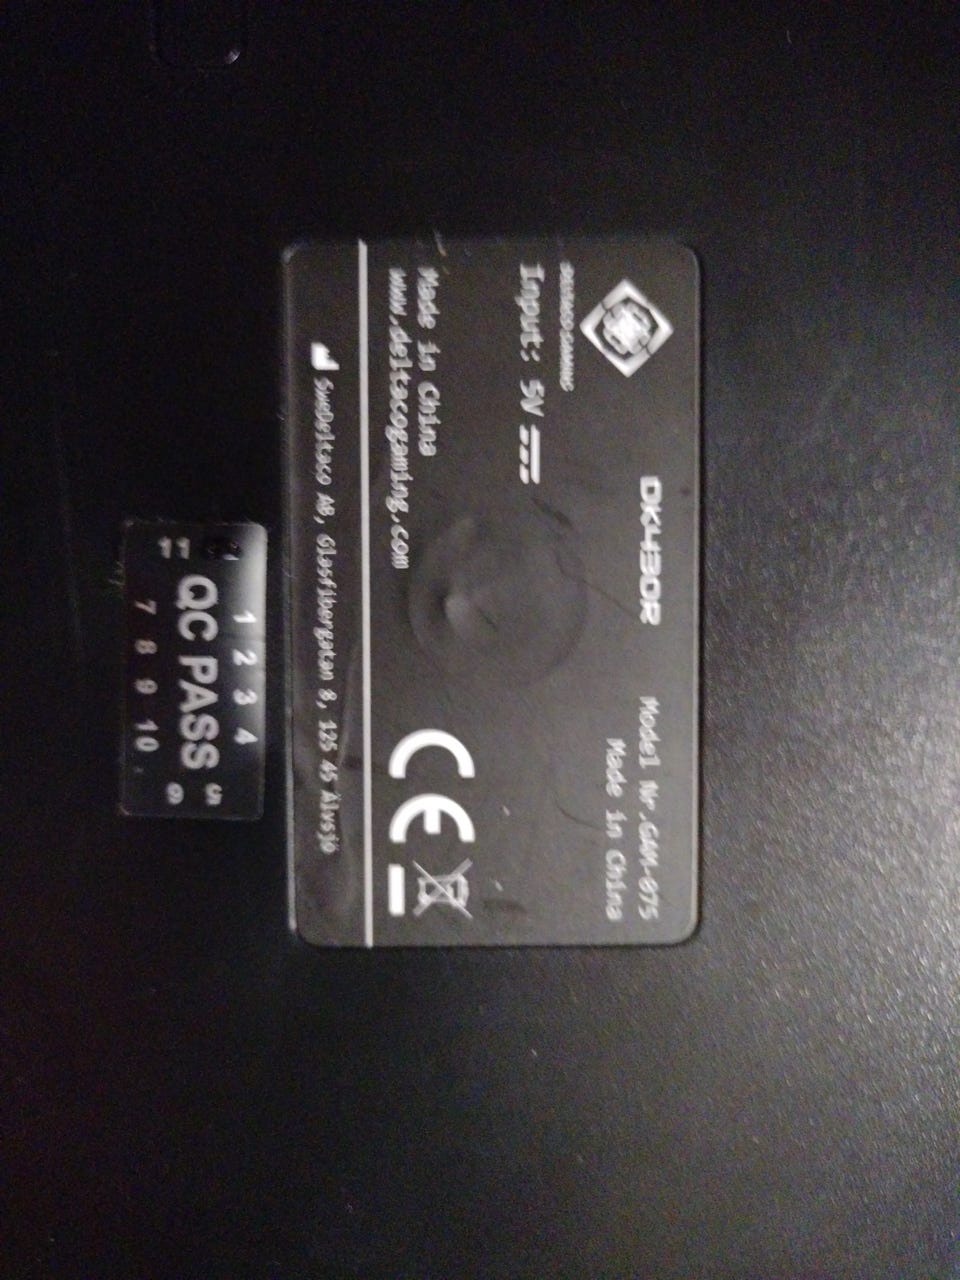 DELTACO GAMING
DK430R
Model Nr.GAM-075
Made in China
Input: 5V
Made in China
www.deltacogaming.com
CE
SweDeltaco AB, Glasfibergatan 8, 125 45 Älvsjö
1 2 3 4
11 QC PASS 5
7 8 9 10 6